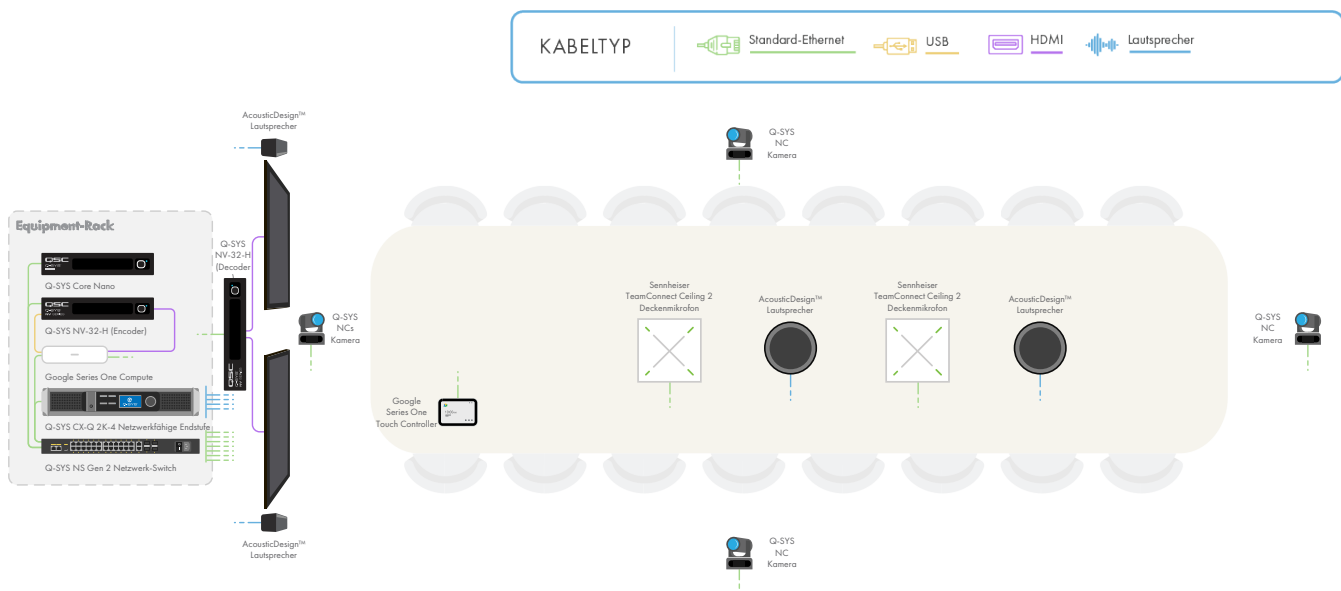 KABELTYP
Standard-Ethernet
USB
HDMI
Lautsprecher
AcousticDesign™
Lautsprecher
Q-SYS
NC
Kamera
Equipment-Rack
Q-SYS
NV-32-H
(Decoder
QSC
Q-SYS Core Nano
QSC
Q-SYS NV-32-H (Encoder)
Google Series One Compute
Q-SYS CX-Q 2K-4 Netzwerkfähige Endstufe
Q-SYS NS Gen 2 Netzwerk-Switch
QSC
Q-SYS
NCs
Kamera
Sennheiser
TeamConnect Ceiling 2
Deckenmikrofon
AcousticDesign™
Lautsprecher
Sennheiser
TeamConnect Ceiling 2
Deckenmikrofon
AcousticDesign™
Lautsprecher
Q-SYS
NC
Kamera
Google
Series One
Touch Controller
AcousticDesign™
Lautsprecher
Q-SYS
NC
Kamera